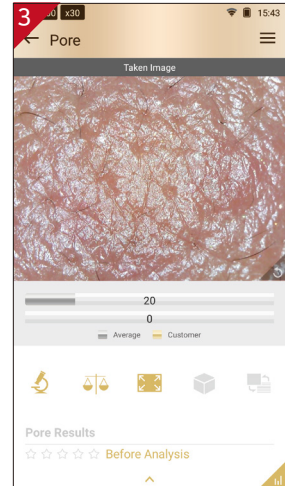 3
x30
15:43
Pore
Taken Image
20
0
Average Customer
Pore Results
Before Analysis